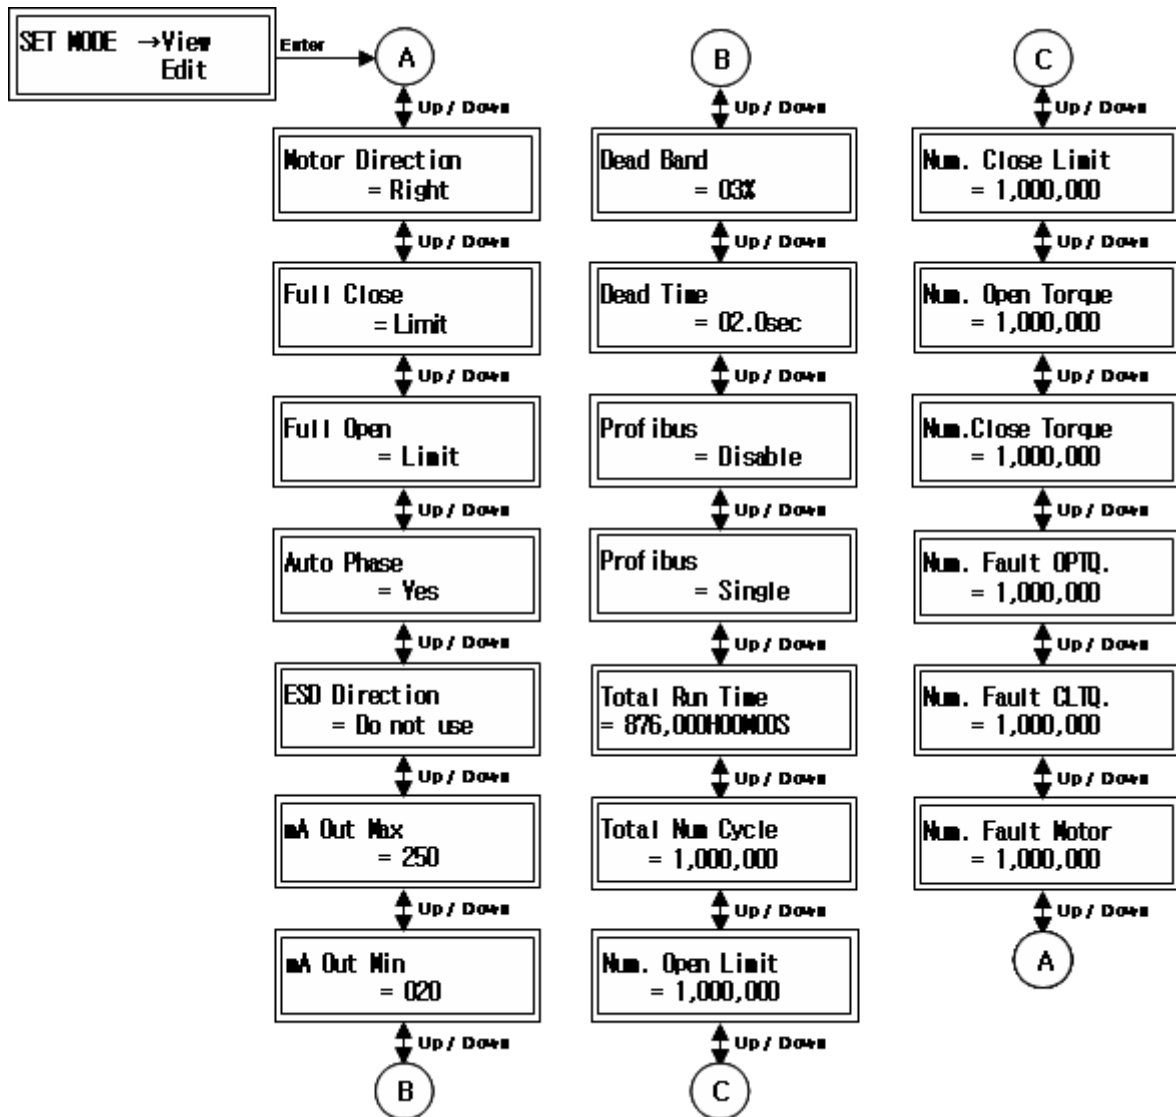 SET MODE →View
Edit
Enter
A
Up / Down
Motor Direction
= Right
Up / Down
Full Close
= Limit
Up / Down
Full Open
= Limit
Up / Down
Auto Phase
= Yes
Up / Down
ESD Direction
= Do not use
Up / Down
mA Out Max
= 250
Up / Down
mA Out Min
= 020
Up / Down
B
B
Up / Down
Dead Band
= 03%
Up / Down
Dead Time
= 02.0sec
Up / Down
Profibus
= Disable
Up / Down
Profibus
= Single
Up / Down
Total Run Time
= 876,000H00M00S
Up / Down
Total Num Cycle
= 1,000,000
Up / Down
Num. Open Limit
= 1,000,000
Up / Down
C
C
Up / Down
Num. Close Limit
= 1,000,000
Up / Down
Num. Open Torque
= 1,000,000
Up / Down
Num.Close Torque
= 1,000,000
Up / Down
Num. Fault OPTQ.
= 1,000,000
Up / Down
Num. Fault CLTQ.
= 1,000,000
Up / Down
Num. Fault Motor
= 1,000,000
Up / Down
A